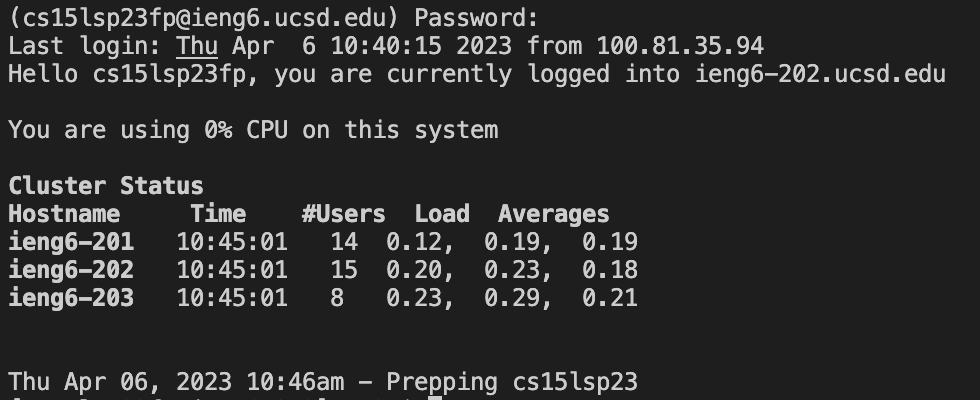 (cs15lsp23fp@ieng6.ucsd.edu) Password:
Last login: Thu Apr  6 10:40:15 2023 from 100.81.35.94
Hello cs15lsp23fp, you are currently logged into ieng6-202.ucsd.edu
You are using 0% CPU on this system
Cluster Status
Hostname     Time    #Users  Load  Averages
ieng6-201   10:45:01   14  0.12,  0.19,  0.19
ieng6-202   10:45:01   15  0.20,  0.23,  0.18
ieng6-203   10:45:01   8   0.23,  0.29,  0.21
Thu Apr 06, 2023 10:46am - Prepping cs15lsp23